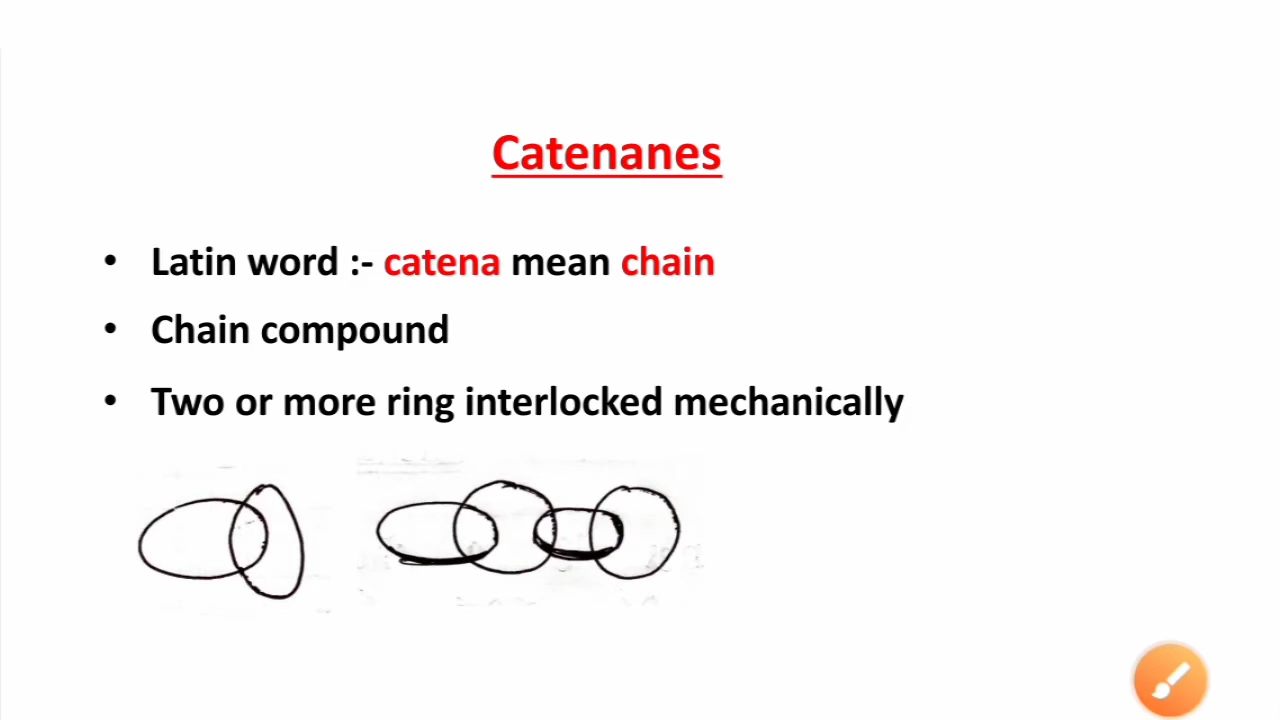 Catenanes
• Latin word :- catena mean chain
• Chain compound
• Two or more ring interlocked mechanically